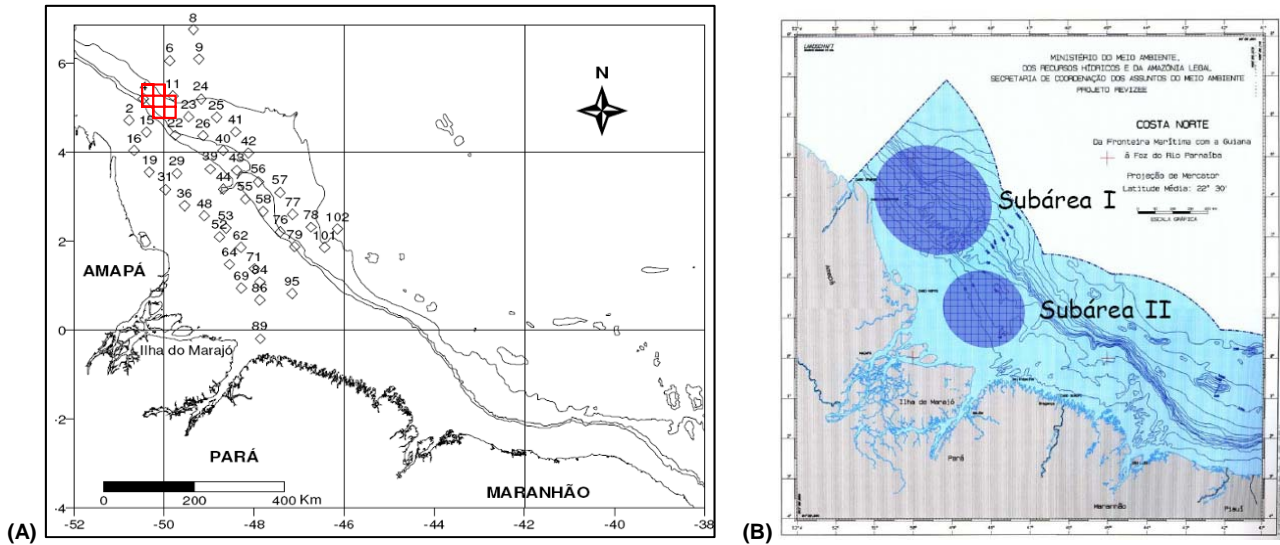 8
6
9
6
4
11
24
2
23
25
15
22
26
41
16
40
42
4
39
43
19
29
56
31
44
57
55
36
58
77
48
53
76
78
102
52
2
62
79
101
64
71
AMAPÁ
69
84
86
95
0
89
Ilha do Marajó
-2
PARÁ
0
200
400
Km
MARANHÃO
-4
-52
-50
-48
-46
-44
-42
-40
-38
N
(A)
MINISTÉRIO DO MEIO AMBIENTE,
DOS RECURSOS HÍDRICOS E DA AMAZÔNIA LEGAL
SECRETARIA DE COORDENAÇÃO DOS ASSUNTOS DO MEIO AMBIENTE
PROJETO REVIZEE
COSTA NORTE
Da Fronteira Marítima com a Guiana
à Foz do Rio Parnaíba
Projeção de Mercator
Latitude Média: 22° 30'
ESCALA GRÁFICA
Subárea I
Subárea II
Amapá
Ilha de Marajó
Pará
Maranhão
Piauí
(B)